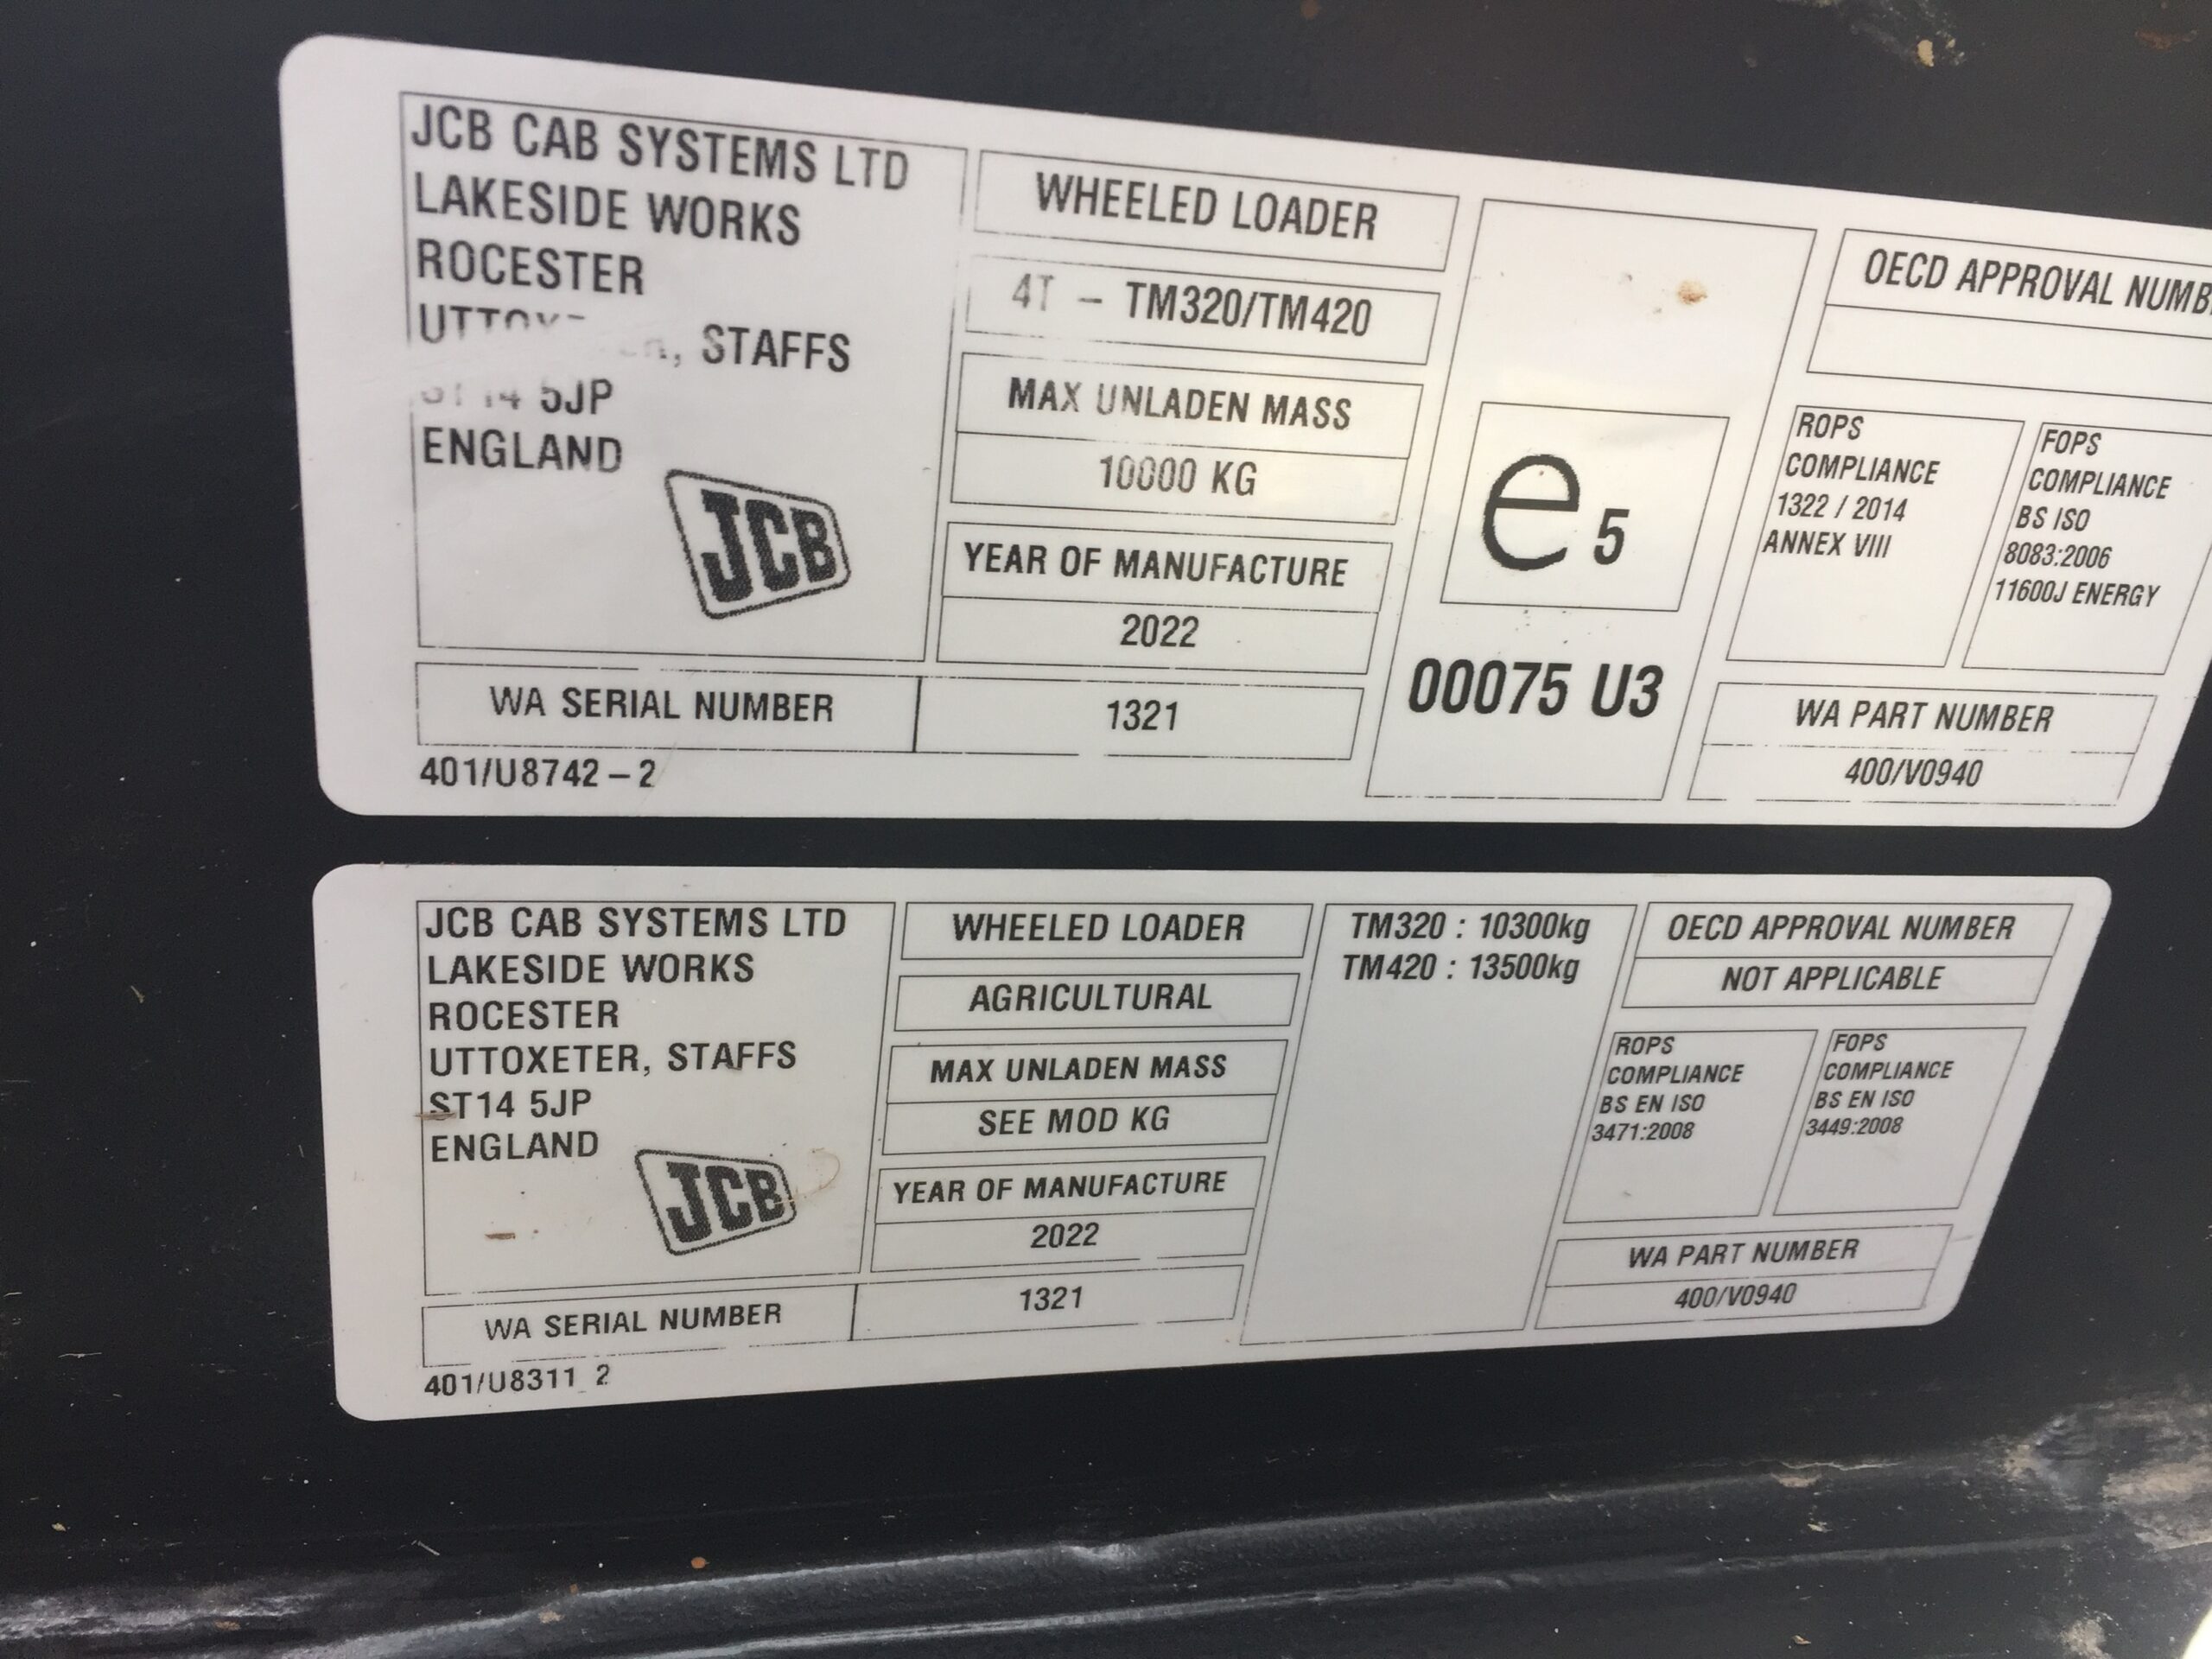 JCB CAB SYSTEMS LTD
LAKESIDE WORKS
ROCESTER
STAFFS
5JP
ENGLAND
JCB
WHEELED LOADER
4T - TM320/TM420
MAX UNLADEN MASS
10000 KG
YEAR OF MANUFACTURE
2022
WA SERIAL NUMBER
1321
401/U8742-2
e 5
00075 U3
OECD APPROVAL
ROPS
COMPLIANCE
1322 / 2014
ANNEX VIII
FOPS
COMPLIANCE
BS ISO
8083:2006
11600J ENERGY
WA PART NUMBER
400/V0940
JCB CAB SYSTEMS LTD
LAKESIDE WORKS
ROCESTER
UTTOXETER, STAFFS
ST14 5JP
ENGLAND
JCB
WHEELED LOADER
AGRICULTURAL
MAX UNLADEN MASS
SEE MOD KG
YEAR OF MANUFACTURE
2022
WA SERIAL NUMBER
1321
401/U8311_2
TM320 : 10300kg
TM420 : 13500kg
OECD APPROVAL NUMBER
NOT APPLICABLE
ROPS
COMPLIANCE
BS EN ISO
3471:2008
FOPS
COMPLIANCE
BS EN ISO
3449:2008
WA PART NUMBER
400/V0940